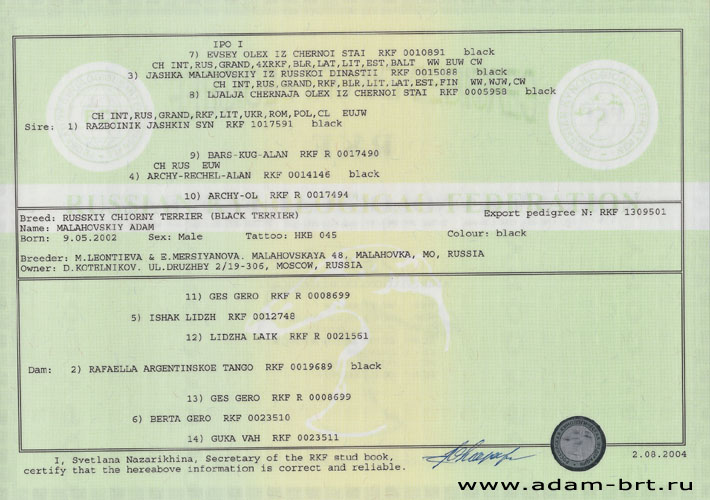 IPO I
7) EVSEY OLEX IZ CHERNOI STAI RKF 0010891 black
CH INT,RUS,GRAND,4XRKF,BLR,LAT,LIT,EST,BALT WW EUW CW
3) JASHKA MALAHOVSKIY IZ RUSSKOI DINASTII RKF 0015088 black
CH INT,RUS,GRAND,RKF,BLR,LIT,LAT,EST,FIN WW,WJW,CW
8) LJALJA CHERNAJA OLEX IZ CHERNOI STAI RKF 0005958 black
CH INT,RUS,GRAND,RKF,LIT,UKR,ROM,POL,CL EUJW
Sire: 1) RAZBOINIK JASHKIN SYN RKF 1017591 black
9) BARS-KUG-ALAN RKF R 0017490
CH RUS EUW
4) ARCHY-RECHEL-ALAN RKF 0014146 black
10) ARCHY-OL RKF R 0017494
Breed: RUSSKIY CHIORNY TERRIER (BLACK TERRIER) Export pedigree N: RKF 1309501
Name: MALAHOVSKIY ADAM
Born: 9.05.2002 Sex: Male Tattoo: HKB 045 Colour: black
Breeder: M.LEONTIEVA & E.MERSIYANOVA. MALAHOVSKAYA 48, MALAHOVKA, MO, RUSSIA
Owner: D.KOTELNIKOV. UL.DRUZHBY 2/19-306, MOSCOW, RUSSIA
11) GES GERO RKF R 0008699
5) ISHAK LIDZH RKF 0012748
12) LIDZHA LAIK RKF R 0021561
Dam: 2) RAFAELLA ARGENTINSKOE TANGO RKF 0019689 black
13) GES GERO RKF R 0008699
6) BERTA GERO RKF 0023510
14) GUKA VAH RKF 0023511
I, Svetlana Nazarikhina, Secretary of the RKF stud book, 2.08.2004
certify that the hereabove information is correct and reliable.
www.adam-brt.ru